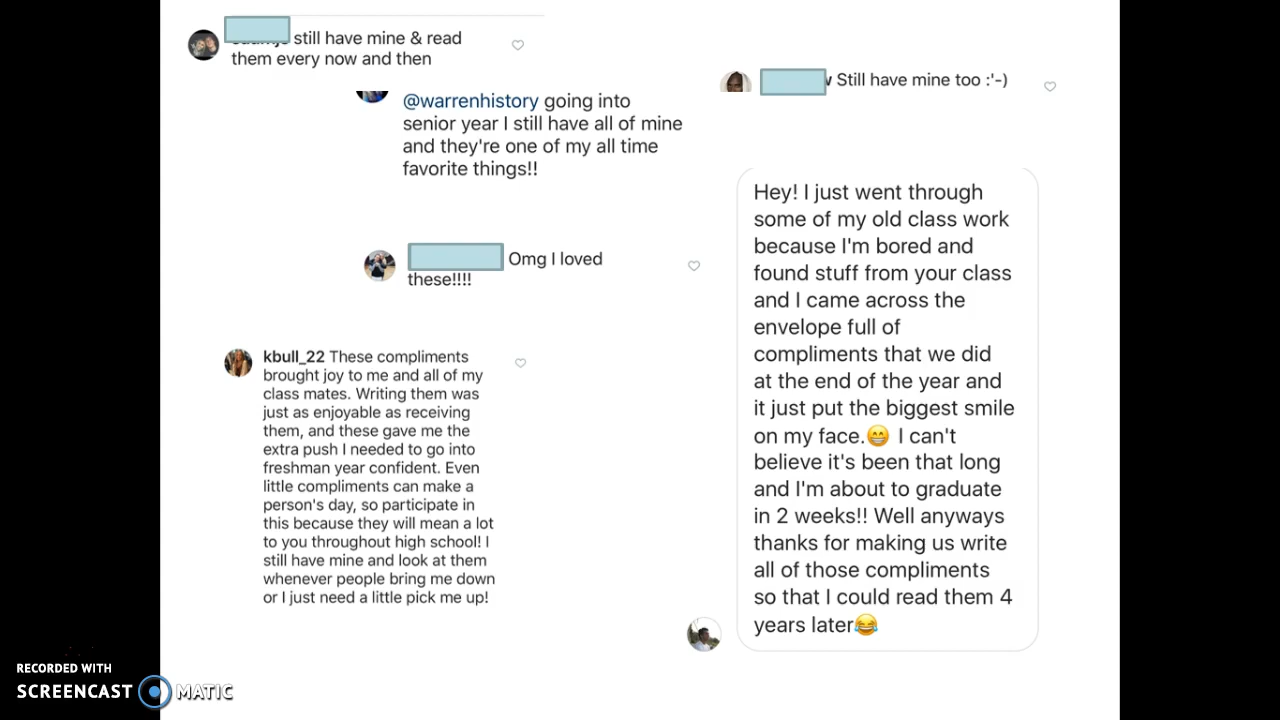 still have mine & read
them every now and then
Still have mine too :'-)
@warrenhistory going into
senior year I still have all of mine
and they're one of my all time
favorite things!!
Omg I loved
these!!!!
kbull_22 These compliments
brought joy to me and all of my
class mates. Writing them was
just as enjoyable as receiving
them, and these gave me the
extra push I needed to go into
freshman year confident. Even
little compliments can make a
person's day, so participate in
this because they will mean a lot
to you throughout high school! I
still have mine and look at them
whenever people bring me down
or I just need a little pick me up!
Hey! I just went through
some of my old class work
because I'm bored and
found stuff from your class
and I came across the
envelope full of
compliments that we did
at the end of the year and
it just put the biggest smile
on my face.😁 I can't
believe it's been that long
and I'm about to graduate
in 2 weeks!! Well anyways
thanks for making us write
all of those compliments
so that I could read them 4
years later😂
RECORDED WITH
SCREENCAST MATIC